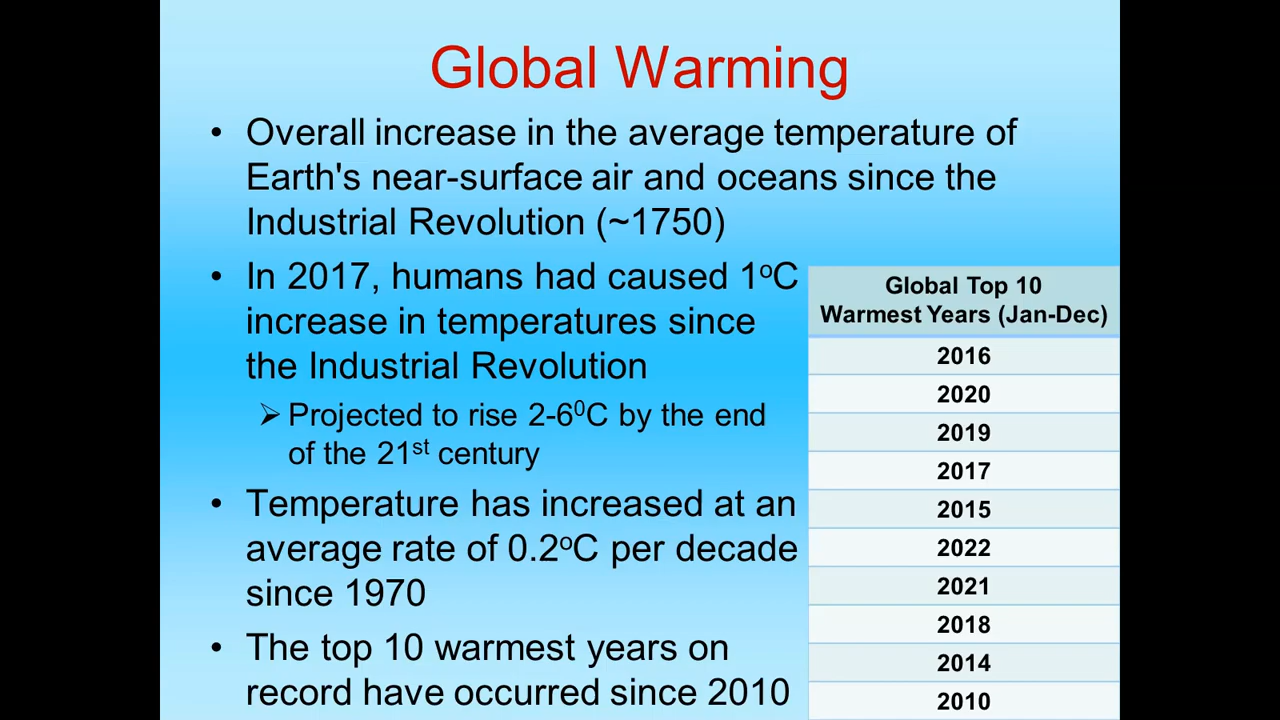 Global Warming
• Overall increase in the average temperature of
Earth's near-surface air and oceans since the
Industrial Revolution (~1750)
• In 2017, humans had caused 1oC
increase in temperatures since
the Industrial Revolution
➢ Projected to rise 2-60C by the end
of the 21st century
• Temperature has increased at an
average rate of 0.2oC per decade
since 1970
• The top 10 warmest years on
record have occurred since 2010
Global Top 10
Warmest Years (Jan-Dec)
2016
2020
2019
2017
2015
2022
2021
2018
2014
2010